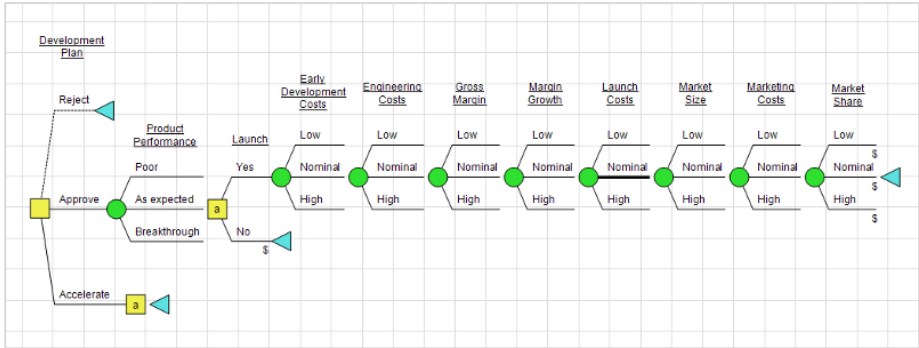 Development
Plan
Reject
Approve
Accelerate
a
Product
Performance
Poor
As expected
Breakthrough
Launch
Yes
a
No
$
Early
Development
Costs
Low
Nominal
High
Engineering
Costs
Low
Nominal
High
Gross
Margin
Low
Nominal
High
Margin
Growth
Low
Nominal
High
Launch
Costs
Low
Nominal
High
Market
Size
Low
Nominal
High
Marketing
Costs
Low
Nominal
High
Market
Share
Low
$
Nominal
$
High
$